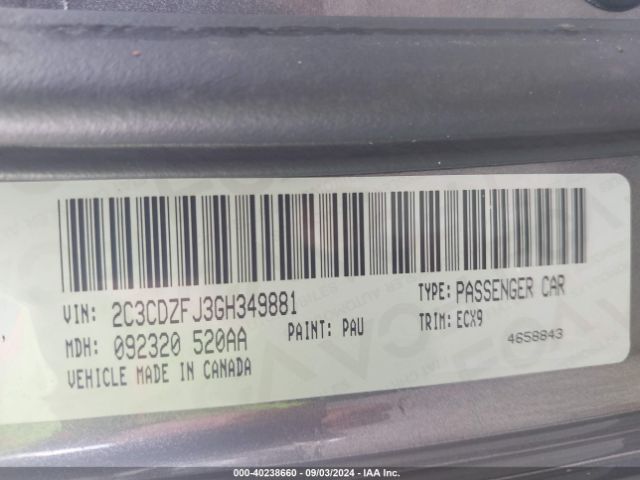 VIN: 2C3CDZFJ3GH349881
TYPE: PASSENGER CAR
MDH: 092320 520AA
PAINT: PAU
TRIM: ECX9
VEHICLE MADE IN CANADA
4658843
000-40238660 - 09/03/2024 - IAA Inc.